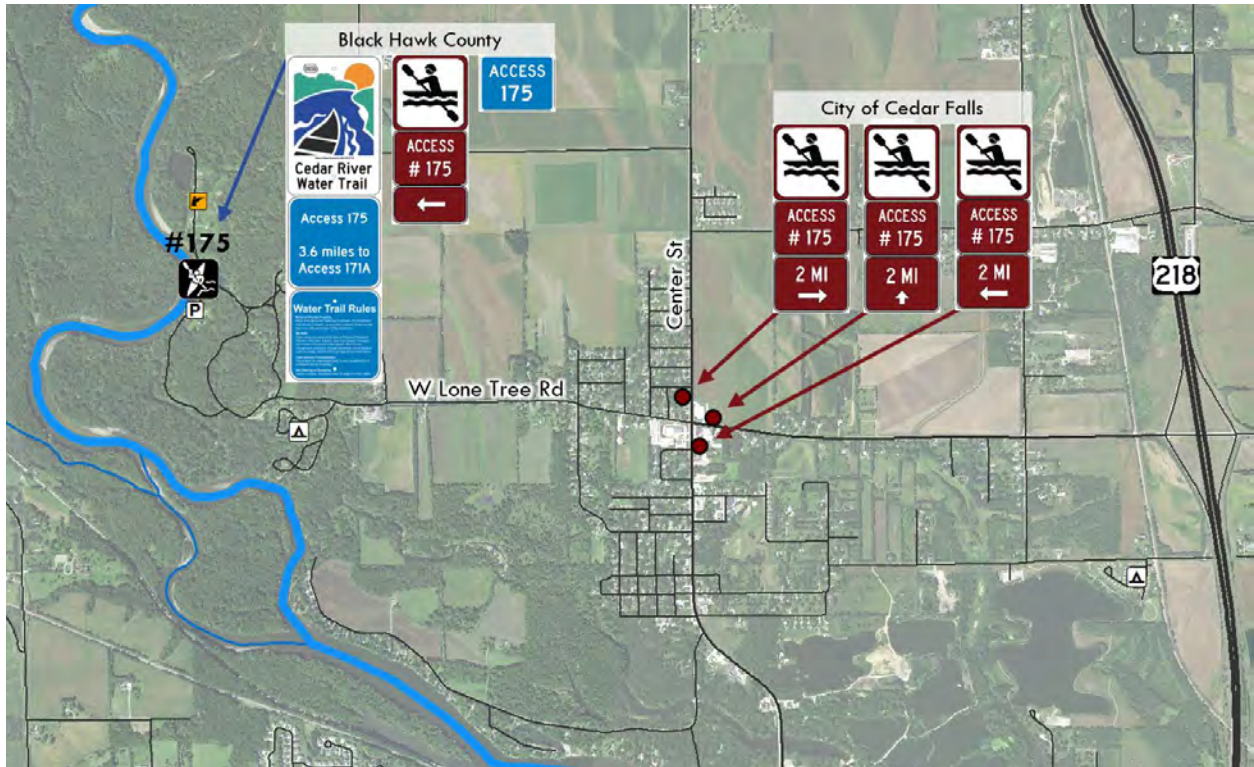 Black Hawk County
Cedar River
Water Trail
Access 175
3.6 miles to
Access 171A
Water Trail Rules
ACCESS
# 175
ACCESS
175
City of Cedar Falls
ACCESS
# 175
2 MI
ACCESS
# 175
2 MI
ACCESS
# 175
2 MI
#175
P
Center St
W Lone Tree Rd
218